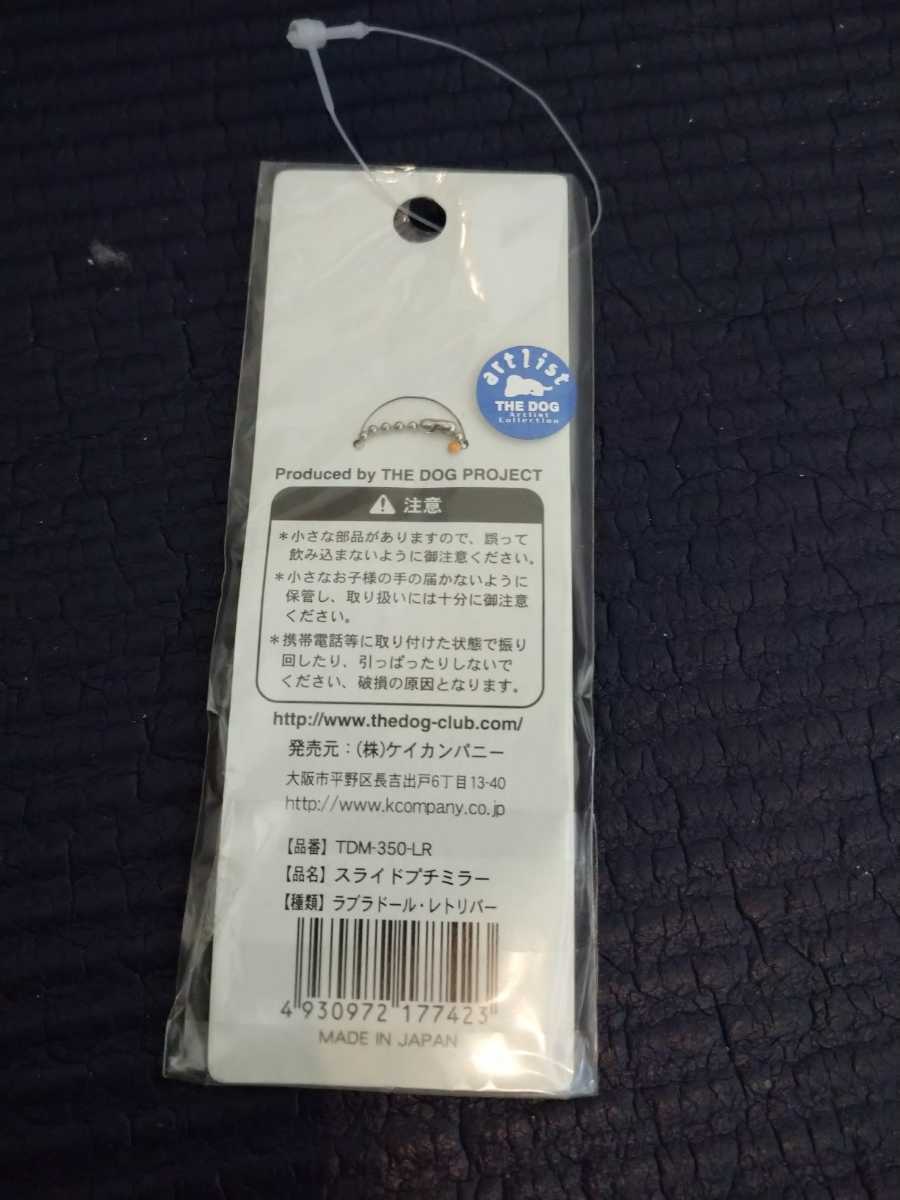 artlist
THE DOG
Artlist
Collection
Produced by THE DOG PROJECT
注意
*小さな部品がありますので、誤って
飲み込まないように御注意ください。
*小さなお子様の手の届かないように
保管し、取り扱いには十分に御注意
ください。
*携帯電話等に取り付けた状態で振り
回したり、引っぱったりしないで
ください、破損の原因となります。
http://www.thedog-club.com/
発売元:(株)ケイカンパニー
大阪市平野区長吉出戸6丁目13-40
http://www.kcompany.co.jp
【品番】TDM-350-LR
【品名】スライドプチミラー
【種類】ラブラドール・レトリバー
4 930972 177423
MADE IN JAPAN